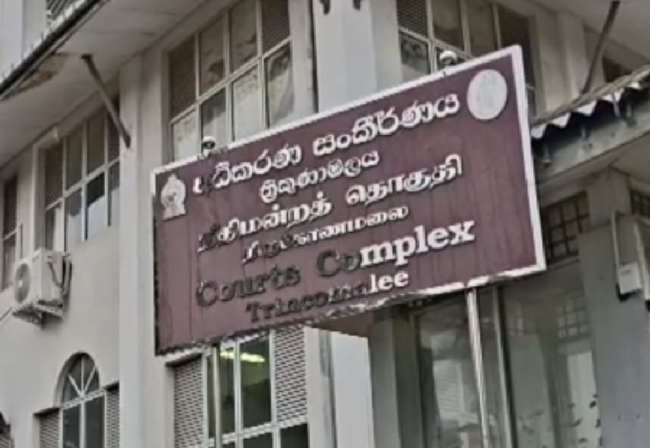 අධිකරණ සංකීර්ණය
ත්‍රිකුණාමලය
நீதிமன்றத் தொகுதி
திருகோணமலை
Courts Complex
Trincomalee